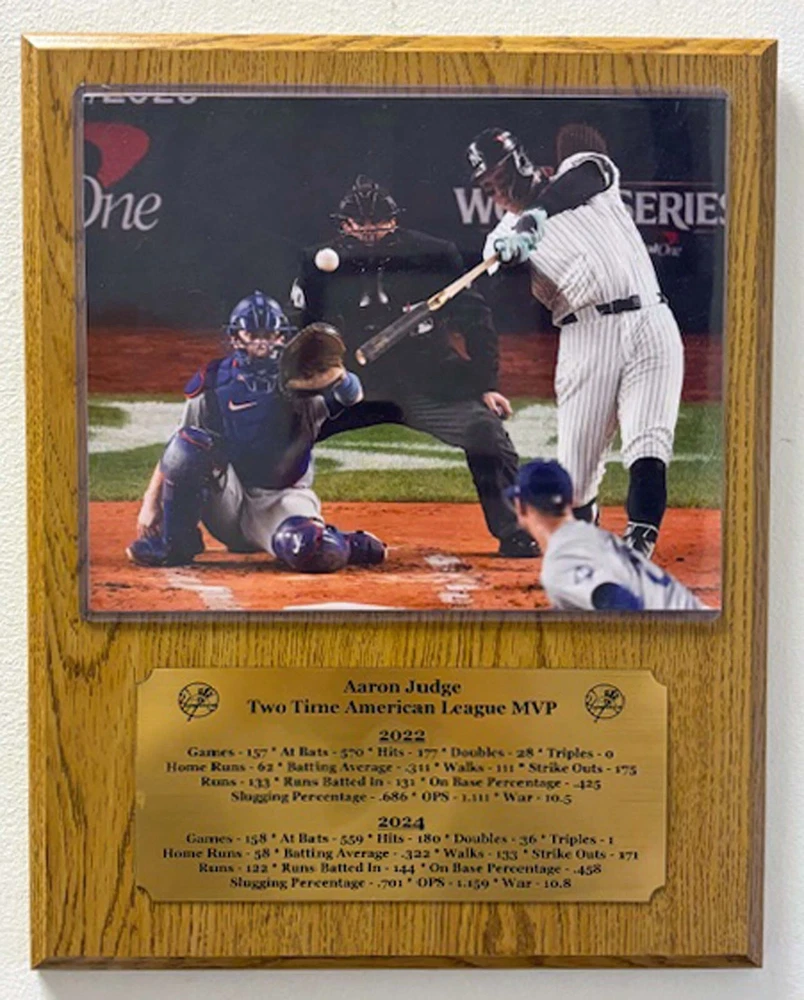 One
WO SERIES
One
Aaron Judge
Two Time American League MVP
2022
Games - 157 * At Bats - 570 * Hits - 177 * Doubles - 28 * Triples - 0
Home Runs - 62 * Batting Average - .311 * Walks - 111 * Strike Outs - 175
Runs - 133 * Runs Batted In - 131 * On Base Percentage - .425
Slugging Percentage - .686 * OPS - 1.111 * War - 10.5
2024
Games - 158 * At Bats - 559 * Hits - 180 * Doubles - 36 * Triples - 1
Home Runs - 58 * Batting Average - .322 * Walks - 133 * Strike Outs - 171
Runs - 122 * Runs Batted In - 144 * On Base Percentage - .458
Slugging Percentage - .701 * OPS - 1.159 * War - 10.8